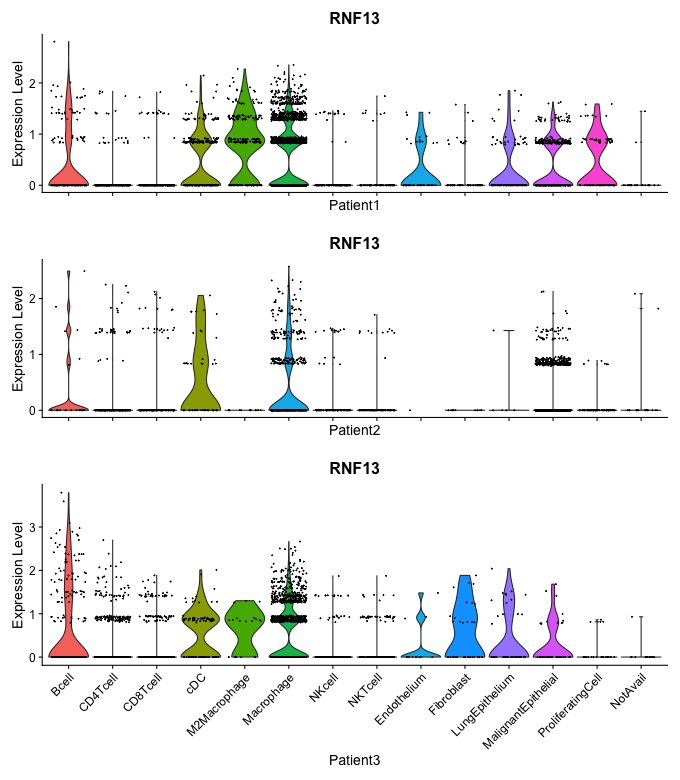 RNF13
Expression Level
2
1
0
Patient1
RNF13
Expression Level
2
1
0
Patient2
RNF13
Expression Level
3
2
1
0
Bcell
CD4Tcell
CD8Tcell
cDC
M2Macrophage
Macrophage
NKcell
NKTcell
Endothelium
Fibroblast
LungEpithelium
MalignantEpithelial
ProliferatingCell
NotAvail
Patient3